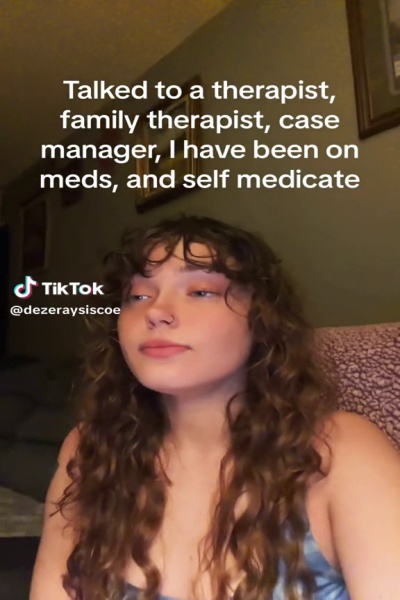 Talked to a therapist,
family therapist, case
manager, I have been on
meds, and self medicate
TikTok
@dezeraysiscoe